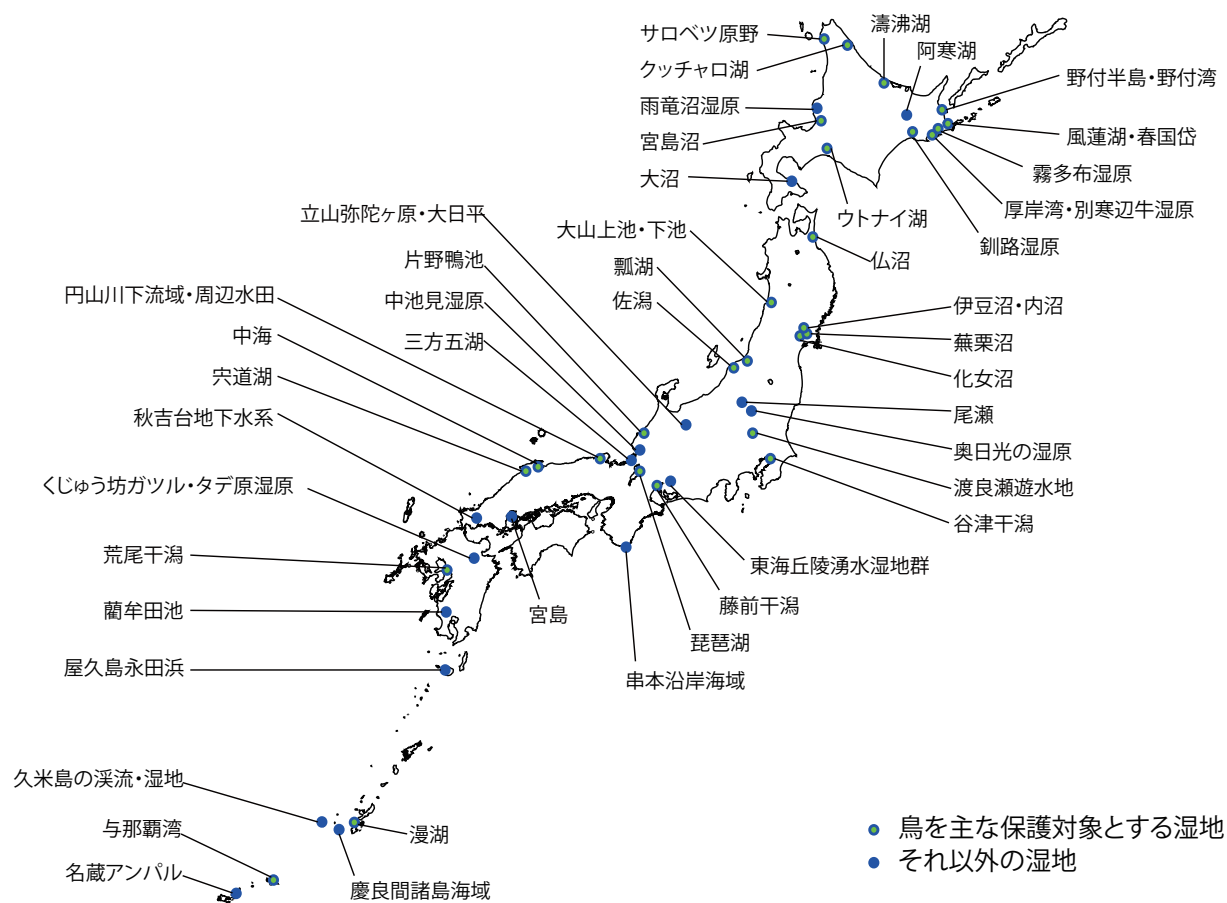 サロベツ原野
クッチャロ湖
雨竜沼湿原
宮島沼
大沼
濤沸湖
阿寒湖
野付半島・野付湾
風蓮湖・春国岱
霧多布湿原
厚岸湾・別寒辺牛湿原
釧路湿原
ウトナイ湖
仏沼
立山弥陀ヶ原・大日平
片野鴨池
中池見湿原
三方五湖
円山川下流域・周辺水田
中海
宍道湖
秋吉台地下水系
くじゅう坊ガツル・タデ原湿原
荒尾干潟
藺牟田池
屋久島永田浜
大山上池・下池
瓢湖
佐潟
伊豆沼・内沼
蕪栗沼
化女沼
尾瀬
奥日光の湿原
渡良瀬遊水地
谷津干潟
東海丘陵湧水湿地群
藤前干潟
琵琶湖
串本沿岸海域
宮島
久米島の渓流・湿地
与那覇湾
名蔵アンパル
漫湖
慶良間諸島海域
鳥を主な保護対象とする湿地
それ以外の湿地